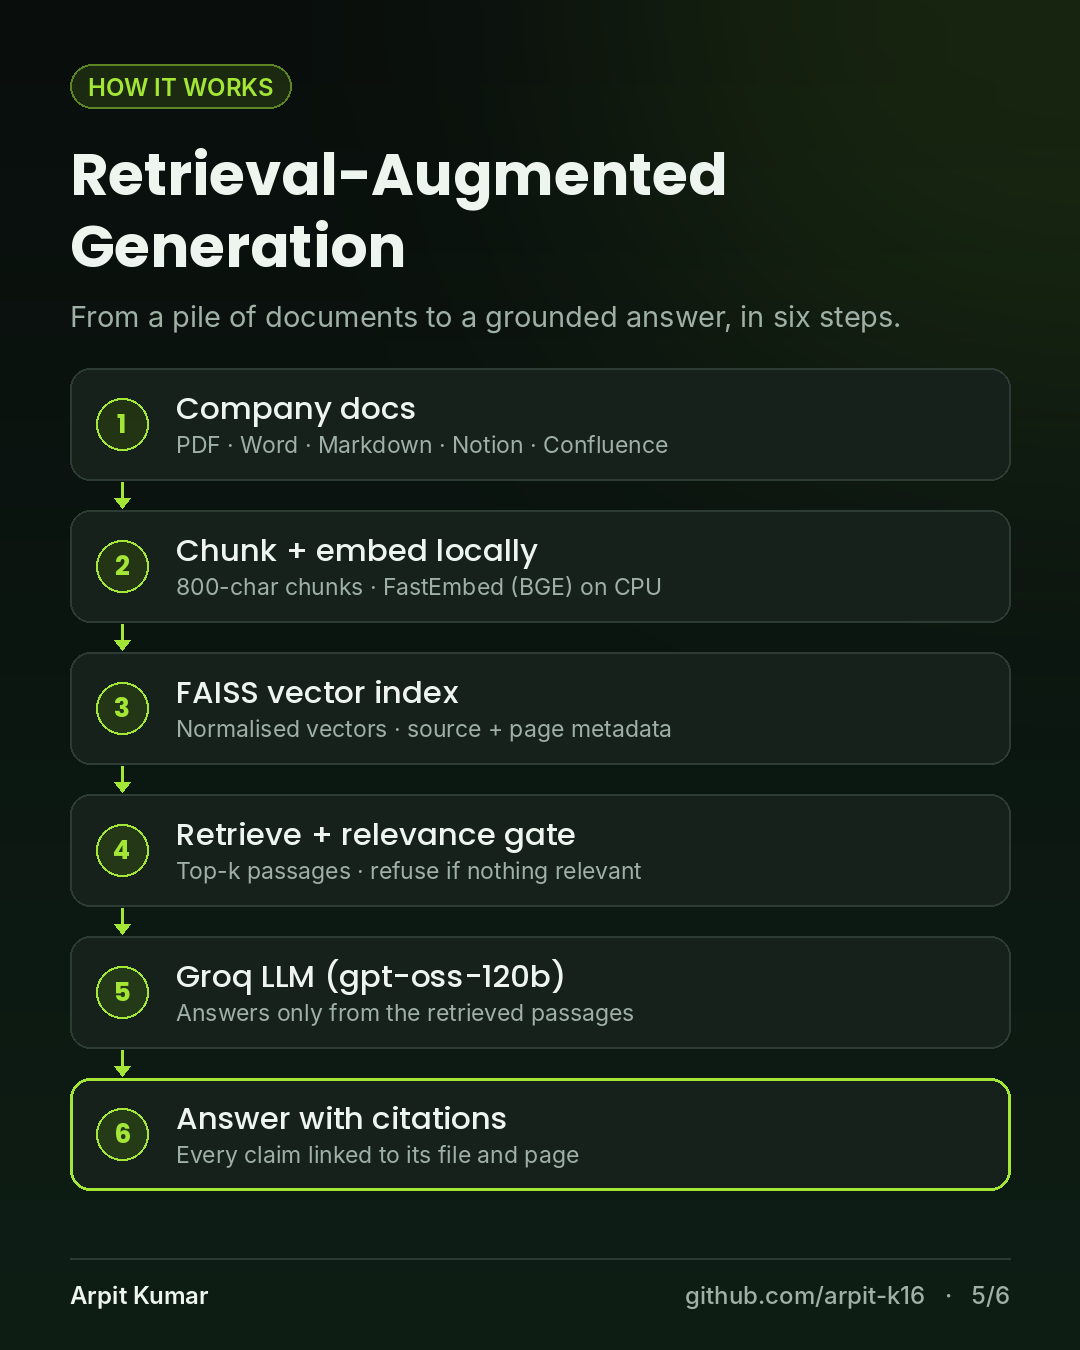 HOW IT WORKS
Retrieval-Augmented
Generation
From a pile of documents to a grounded answer, in six steps.
1
Company docs
PDF · Word · Markdown · Notion · Confluence
2
Chunk + embed locally
800-char chunks · FastEmbed (BGE) on CPU
3
FAISS vector index
Normalised vectors · source + page metadata
4
Retrieve + relevance gate
Top-k passages · refuse if nothing relevant
5
Groq LLM (gpt-oss-120b)
Answers only from the retrieved passages
6
Answer with citations
Every claim linked to its file and page
Arpit Kumar
github.com/arpit-k16 · 5/6